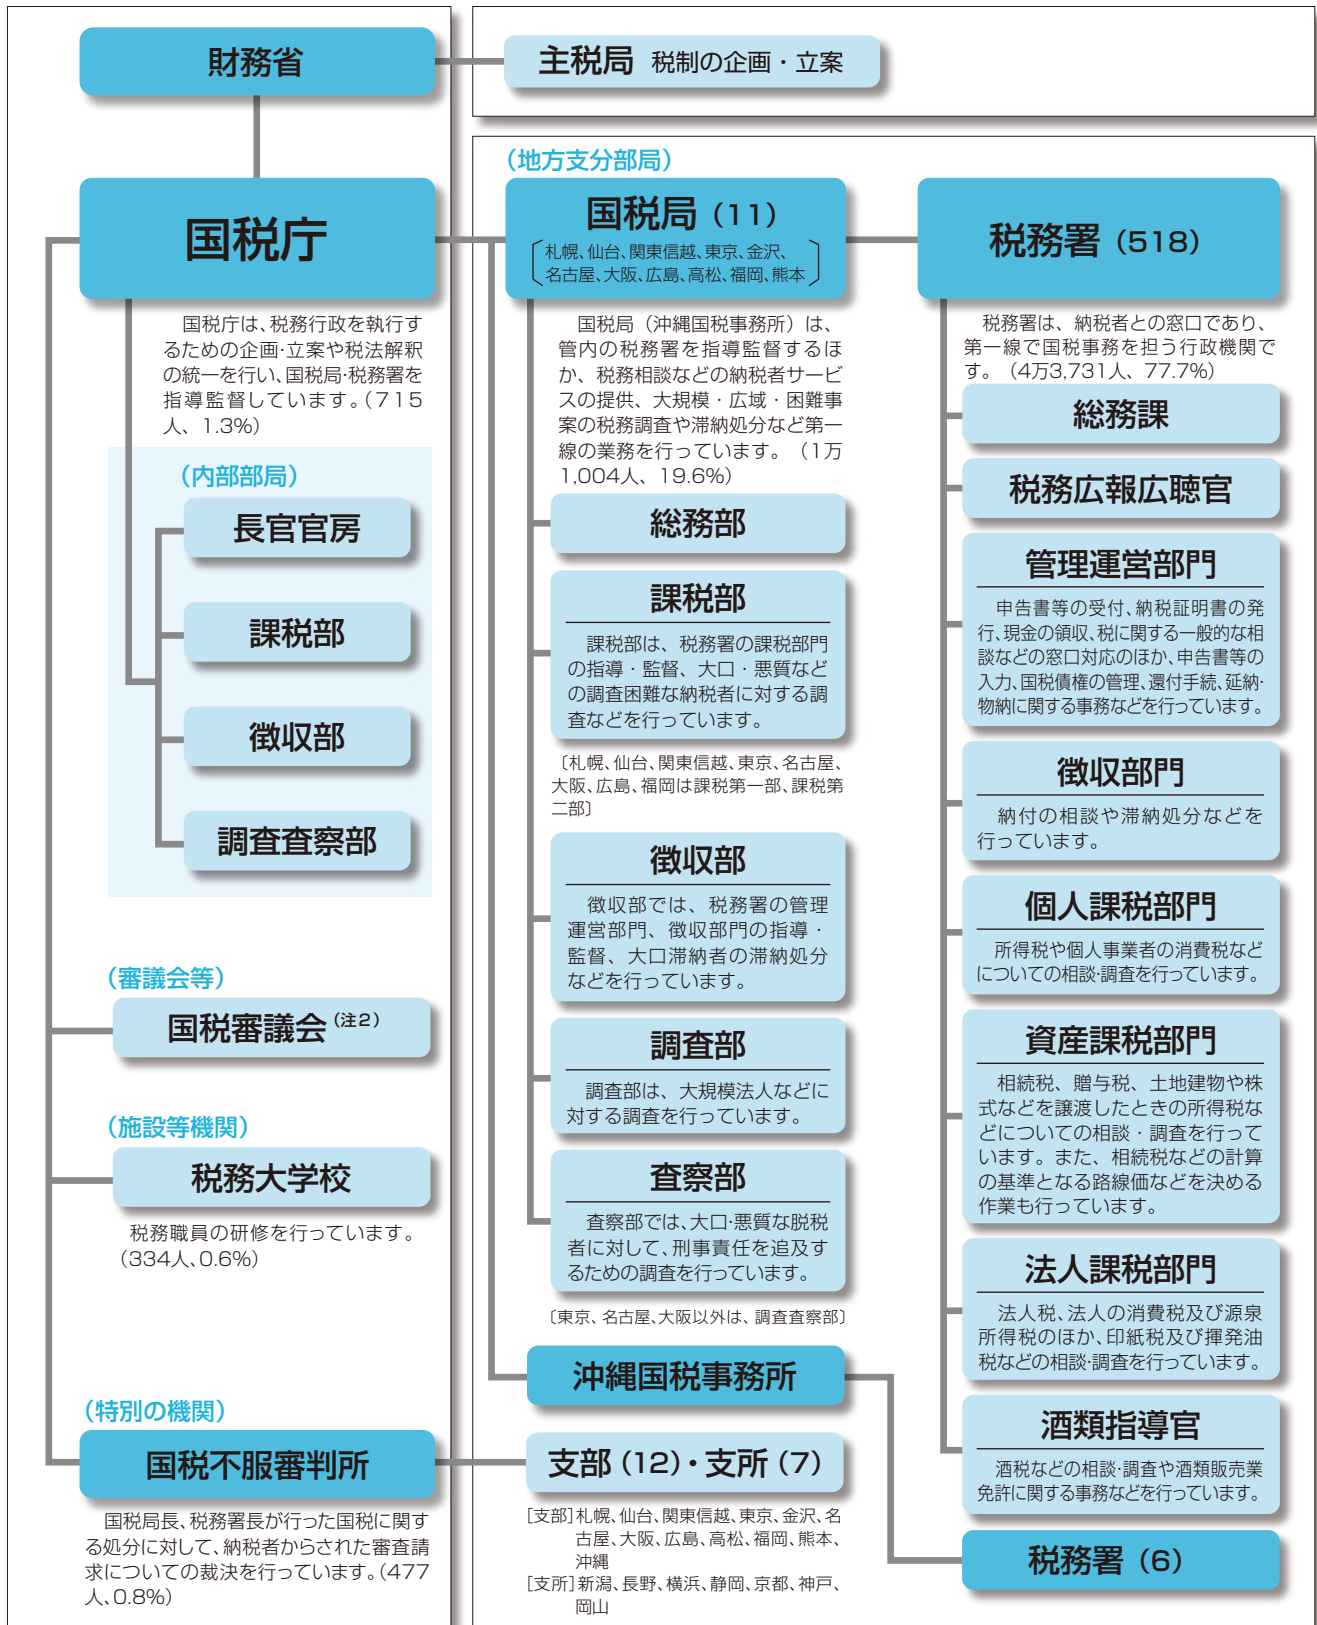 財務省
主税局 税制の企画・立案
国税庁
国税庁は、税務行政を執行す
るための企画・立案や税法解釈
の統一を行い、国税局・税務署を
指導監督しています。(715
人、1.3%)
(内部部局)
長官官房
課税部
徴収部
調査査察部
(審議会等)
国税審議会(注2)
(施設等機関)
税務大学校
税務職員の研修を行っています。
(334人、0.6%)
(特別の機関)
国税不服審判所
国税局長、税務署長が行った国税に関す
る処分に対して、納税者からされた審査請
求についての裁決を行っています。(477
人、0.8%)
(地方支分部局)
国税局(11)
〔札幌、仙台、関東信越、東京、金沢、
名古屋、大阪、広島、高松、福岡、熊本〕
国税局(沖縄国税事務所)は、
管内の税務署を指導監督するほ
か、税務相談などの納税者サービ
スの提供、大規模・広域・困難事
案の税務調査や滞納処分など第一
線の業務を行っています。(1万
1,004人、19.6%)
総務部
課税部
課税部は、税務署の課税部門
の指導・監督、大口・悪質など
の調査困難な納税者に対する調
査などを行っています。
〔札幌、仙台、関東信越、東京、名古屋、
大阪、広島、福岡は課税第一部、課税第
二部〕
徴収部
徴収部では、税務署の管理
運営部門、徴収部門の指導・
監督、大口滞納者の滞納処分
などを行っています。
調査部
調査部は、大規模法人などに
対する調査を行っています。
査察部
査察部では、大口・悪質な脱税
者に対して、刑事責任を追及す
るための調査を行っています。
〔東京、名古屋、大阪以外は、調査査察部〕
沖縄国税事務所
支部(12)・支所(7)
[支部]札幌、仙台、関東信越、東京、金沢、名
古屋、大阪、広島、高松、福岡、熊本、
沖縄
[支所]新潟、長野、横浜、静岡、京都、神戸、
岡山
税務署(518)
税務署は、納税者との窓口であり、
第一線で国税事務を担う行政機関で
す。(4万3,731人、77.7%)
総務課
税務広報広聴官
管理運営部門
申告書等の受付、納税証明書の発
行、現金の領収、税に関する一般的な相
談などの窓口対応のほか、申告書等の
入力、国税債権の管理、還付手続、延納・
物納に関する事務などを行っています。
徴収部門
納付の相談や滞納処分などを
行っています。
個人課税部門
所得税や個人事業者の消費税など
についての相談・調査を行っています。
資産課税部門
相続税、贈与税、土地建物や株
式などを譲渡したときの所得税な
どについての相談・調査を行って
います。また、相続税などの計算
の基準となる路線価などを決める
作業も行っています。
法人課税部門
法人税、法人の消費税及び源泉
所得税のほか、印紙税及び揮発油
税などの相談・調査を行っています。
酒類指導官
酒税などの相談・調査や酒類販売業
免許に関する事務などを行っています。
税務署(6)